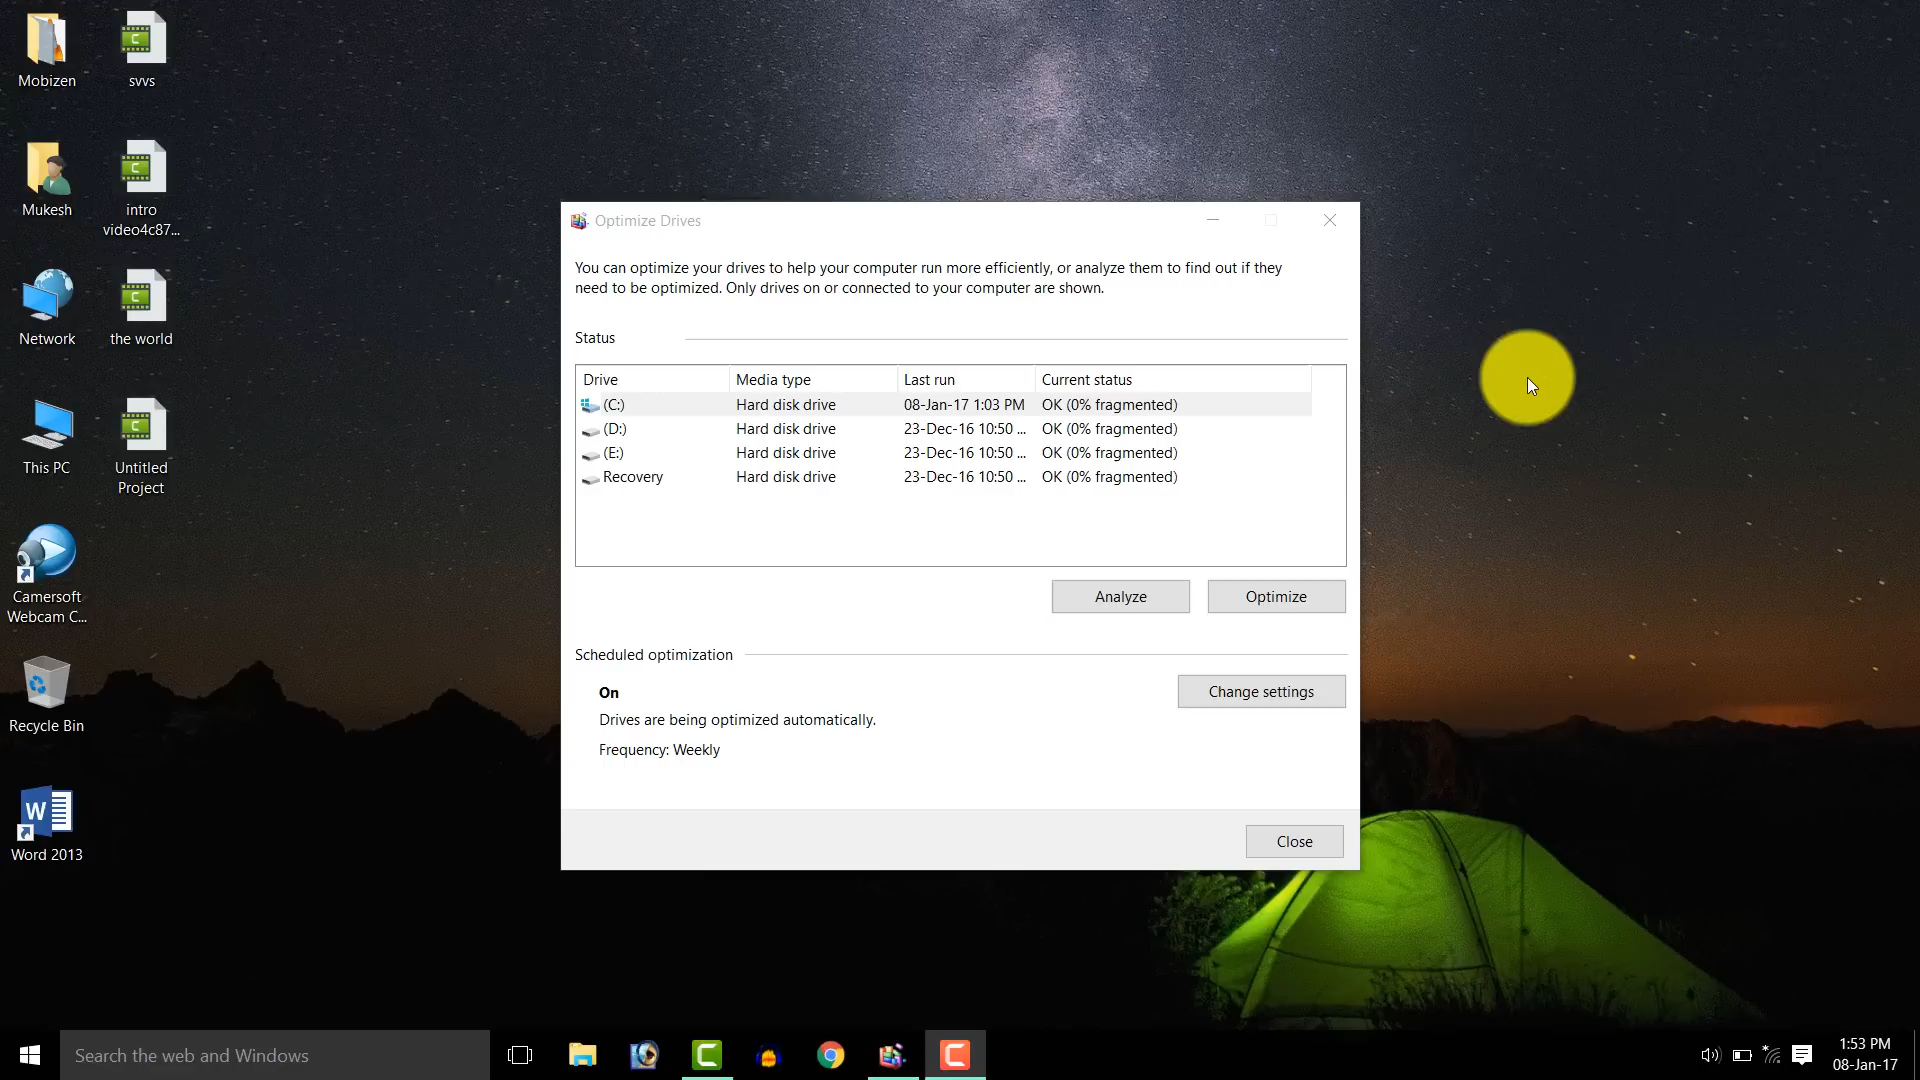 Mobizen
svvs
Mukesh
intro
video4c87...
Network
the world
This PC
Untitled
Project
Camersoft
Webcam C...
Recycle Bin
Word 2013
Optimize Drives
You can optimize your drives to help your computer run more efficiently, or analyze them to find out if they
need to be optimized. Only drives on or connected to your computer are shown.
Status
Drive Media type Last run Current status
(C:) Hard disk drive 08-Jan-17 1:03 PM OK (0% fragmented)
(D:) Hard disk drive 23-Dec-16 10:50 ... OK (0% fragmented)
(E:) Hard disk drive 23-Dec-16 10:50 ... OK (0% fragmented)
Recovery Hard disk drive 23-Dec-16 10:50 ... OK (0% fragmented)
Analyze Optimize
Scheduled optimization
On
Change settings
Drives are being optimized automatically.
Frequency: Weekly
Close
Search the web and Windows
1:53 PM
08-Jan-17